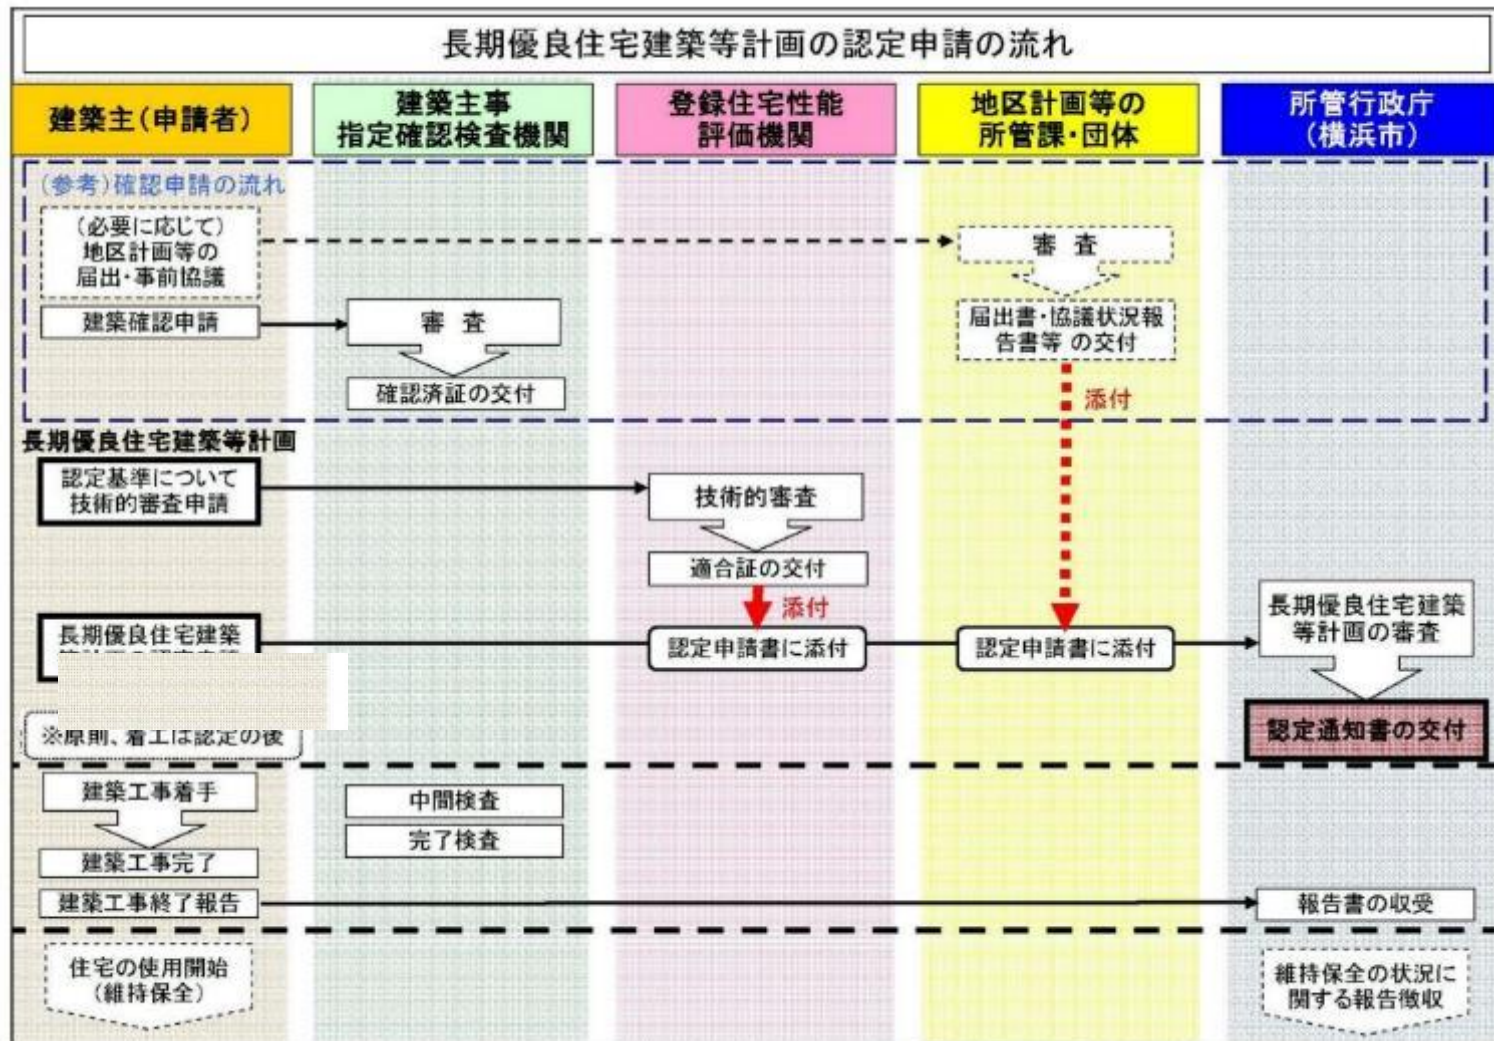 長期優良住宅建築等計画の認定申請の流れ
建築主(申請者)
建築主事
指定確認検査機関
登録住宅性能
評価機関
地区計画等の
所管課・団体
所管行政庁
(横浜市)
(参考)確認申請の流れ
(必要に応じて)
地区計画等の
届出・事前協議
審 査
建築確認申請
審 査
届出書・協議状況報
告書等 の交付
確認済証の交付
添付
長期優良住宅建築等計画
認定基準について
技術的審査申請
技術的審査
適合証の交付
添付
長期優良住宅建築
認定申請書に添付
認定申請書に添付
長期優良住宅建築
等計画の審査
認定通知書の交付
※原則、着工は認定の後
建築工事着手
中間検査
完了検査
建築工事完了
建築工事終了報告
報告書の収受
住宅の使用開始
(維持保全)
維持保全の状況に
関する報告徴収